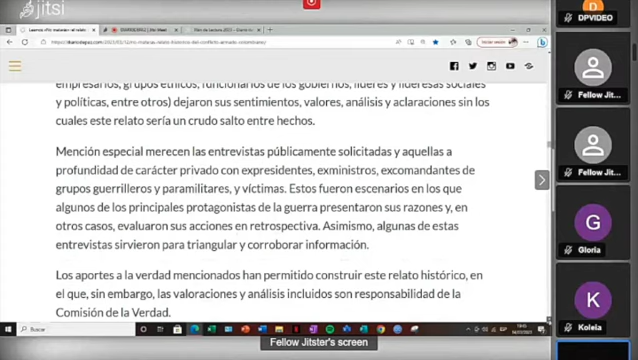 jitsi
DPVIDEO
Fellow Jitst...
Fellow Jitst...
G
Gloria
K
Koleia
empresarios, grupos étnicos, funcionarios de los gobiernos, líderes y lideresas sociales
y políticas, entre otros) dejaron sus sentimientos, valores, análisis y aclaraciones sin los
cuales este relato sería un crudo salto entre hechos.
Mención especial merecen las entrevistas públicamente solicitadas y aquellas a
profundidad de carácter privado con expresidentes, exministros, excomandantes de
grupos guerrilleros y paramilitares, y víctimas. Estos fueron escenarios en los que
algunos de los principales protagonistas de la guerra presentaron sus razones y, en
otros casos, evaluaron sus acciones en retrospectiva. Asimismo, algunas de estas
entrevistas sirvieron para triangular y corroborar información.
Los aportes a la verdad mencionados han permitido construir este relato histórico, en
el que, sin embargo, las valoraciones y análisis incluidos son responsabilidad de la
Comisión de la Verdad.
Buscar
Fellow Jitster's screen